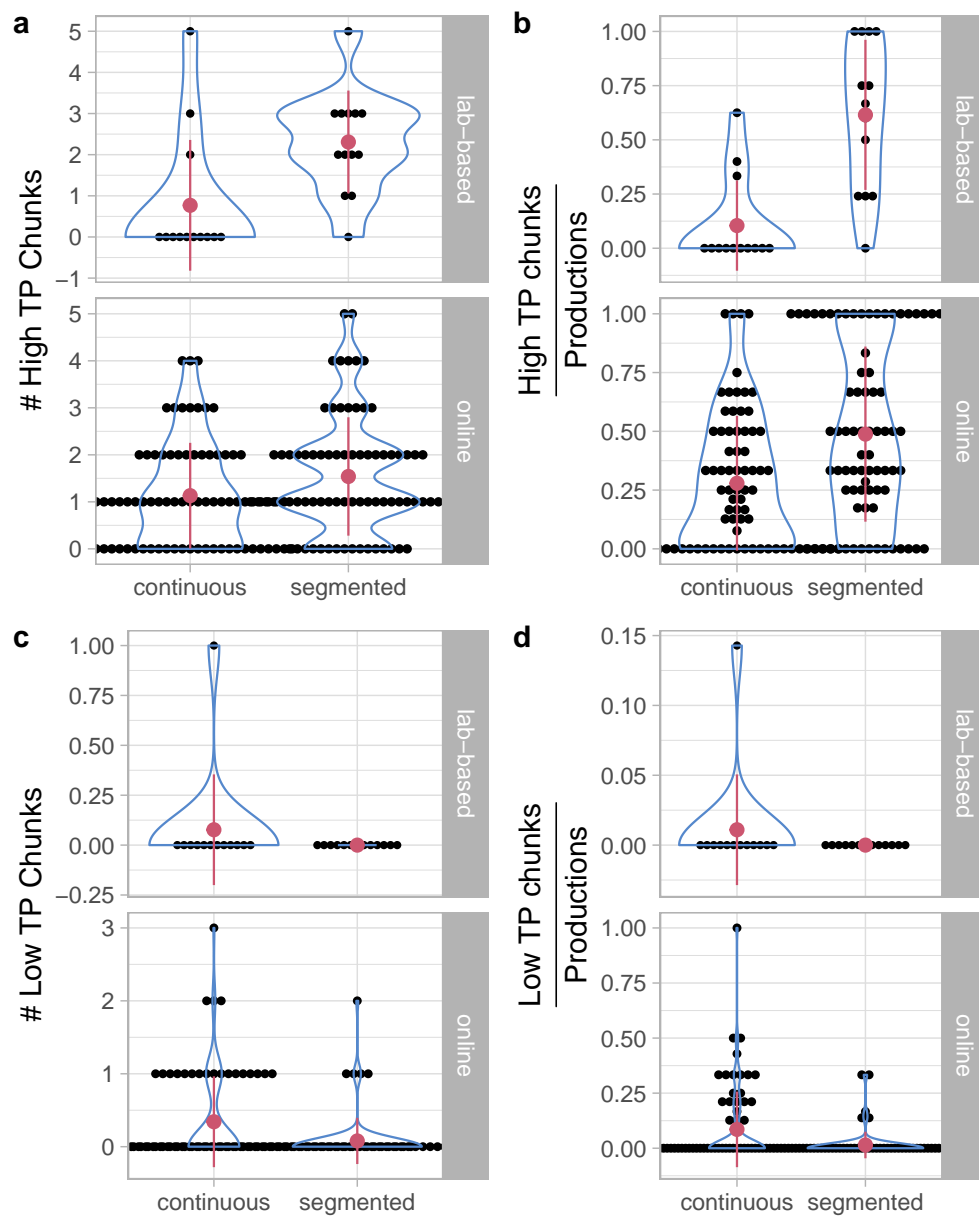 a
# High TP Chunks
5
4
3
2
1
0
−1
lab−based
5
4
3
2
1
0
online
continuous
segmented
b
High TP chunks
Productions
1.00
0.75
0.50
0.25
0.00
lab−based
1.00
0.75
0.50
0.25
0.00
online
continuous
segmented
c
# Low TP Chunks
1.00
0.75
0.50
0.25
0.00
−0.25
lab−based
3
2
1
0
online
continuous
segmented
d
Low TP chunks
Productions
0.15
0.10
0.05
0.00
lab−based
1.00
0.75
0.50
0.25
0.00
online
continuous
segmented